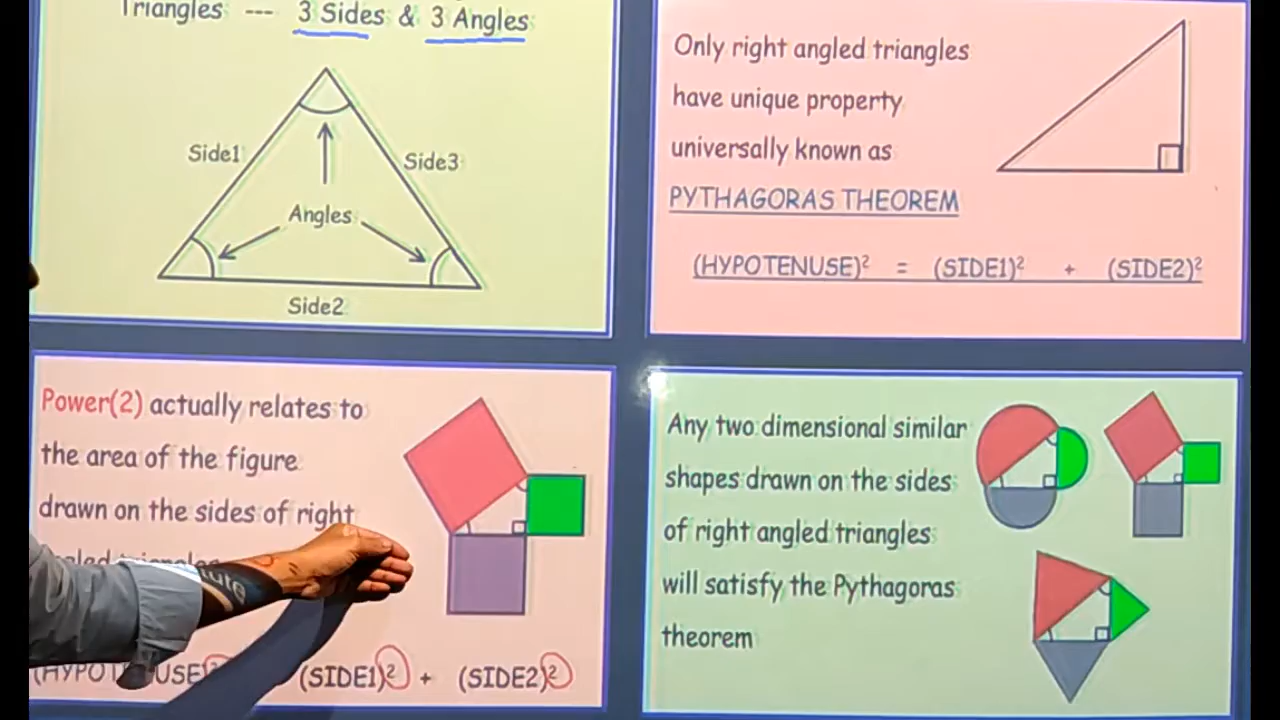 Triangles --- 3 Sides & 3 Angles
Side1
Side3
Angles
Side2
Only right angled triangles
have unique property
universally known as
PYTHAGORAS THEOREM
(HYPOTENUSE)² = (SIDE1)² + (SIDE2)²
Power(2) actually relates to
the area of the figure
drawn on the sides of right
(SIDE1)² + (SIDE2)²
Any two dimensional similar
shapes drawn on the sides
of right angled triangles
will satisfy the Pythagoras
theorem